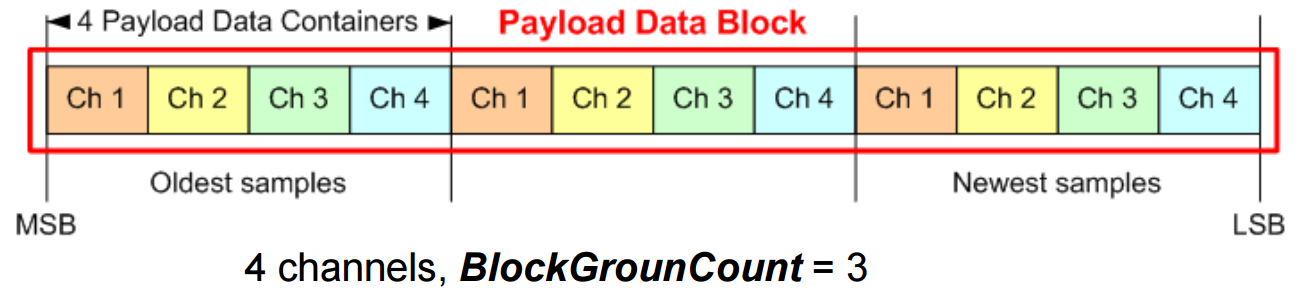 4 Payload Data Containers Payload Data Block
Ch 1 Ch 2 Ch 3 Ch 4 Ch 1 Ch 2 Ch 3 Ch 4 Ch 1 Ch 2 Ch 3 Ch 4
Oldest samples Newest samples
MSB LSB
4 channels, BlockGrounCount = 3